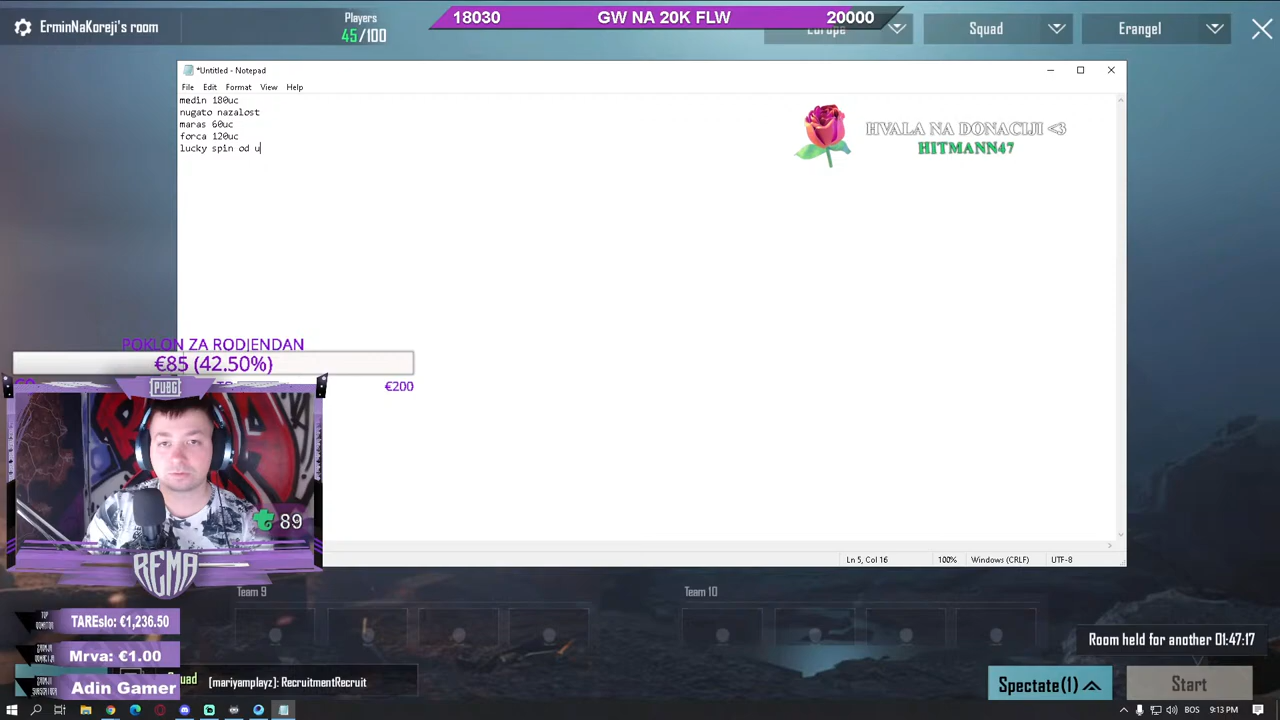 ErminNaKoreji's room
Players
45/100
18030
GW NA 20K FLW
20000
Europe
Squad
Erangel
*Untitled - Notepad
File Edit Format View Help
medin 180uc
nugato nazalost
maras 60uc
forca 120uc
lucky spin od u
HVALA NA DONACIJI <3
HITMANN47
POKLON ZA RODJENDAN
€85 (42.50%)
€200
PUBG
89
REMA
Ln 5, Col 16
100%
Windows (CRLF)
UTF-8
Team 9
Team 10
TOP DONATOR
TAREslo: €1,236.50
ZADNJA DONACIJA
Mrva: €1.00
Adin Gamer
[mariyamplayz]: RecruitmentRecruit
Room held for another 01:47:17
Spectate(1)
Start
BOS
9:13 PM